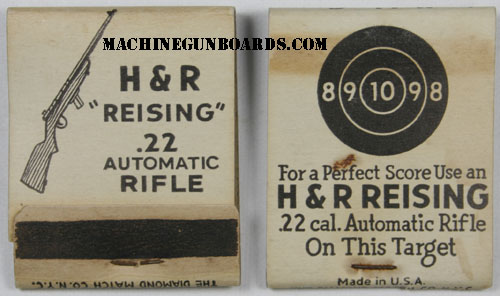 MACHINEGUNBOARDS.COM
H & R
"REISING"
.22
AUTOMATIC
RIFLE
THE DIAMOND MATCH CO. N.Y.C.
8 9 10 9 8
For a Perfect Score Use an
H & R REISING
.22 cal. Automatic Rifle
On This Target
Made in U.S.A.